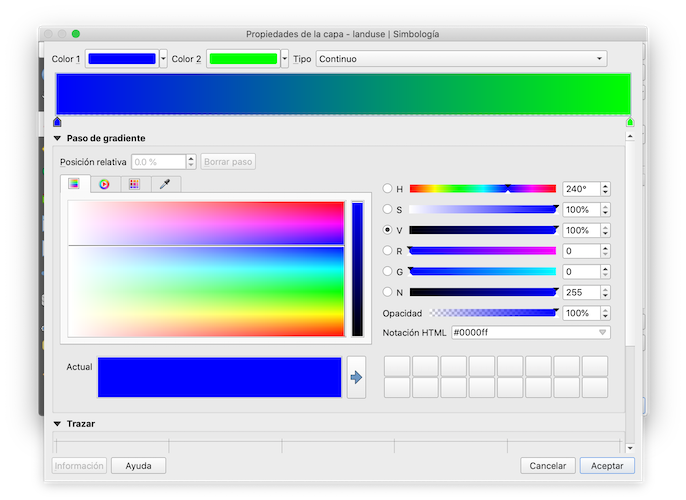 Propiedades de la capa - landuse | Simbología
Color 1 Color 2 Tipo Continuo
Paso de gradiente
Posición relativa 0.0 % Borrar paso
H 240°
S 100%
V 100%
R 0
G 0
N 255
Opacidad 100%
Notación HTML #0000ff
Actual
Trazar
Información Ayuda Cancelar Aceptar